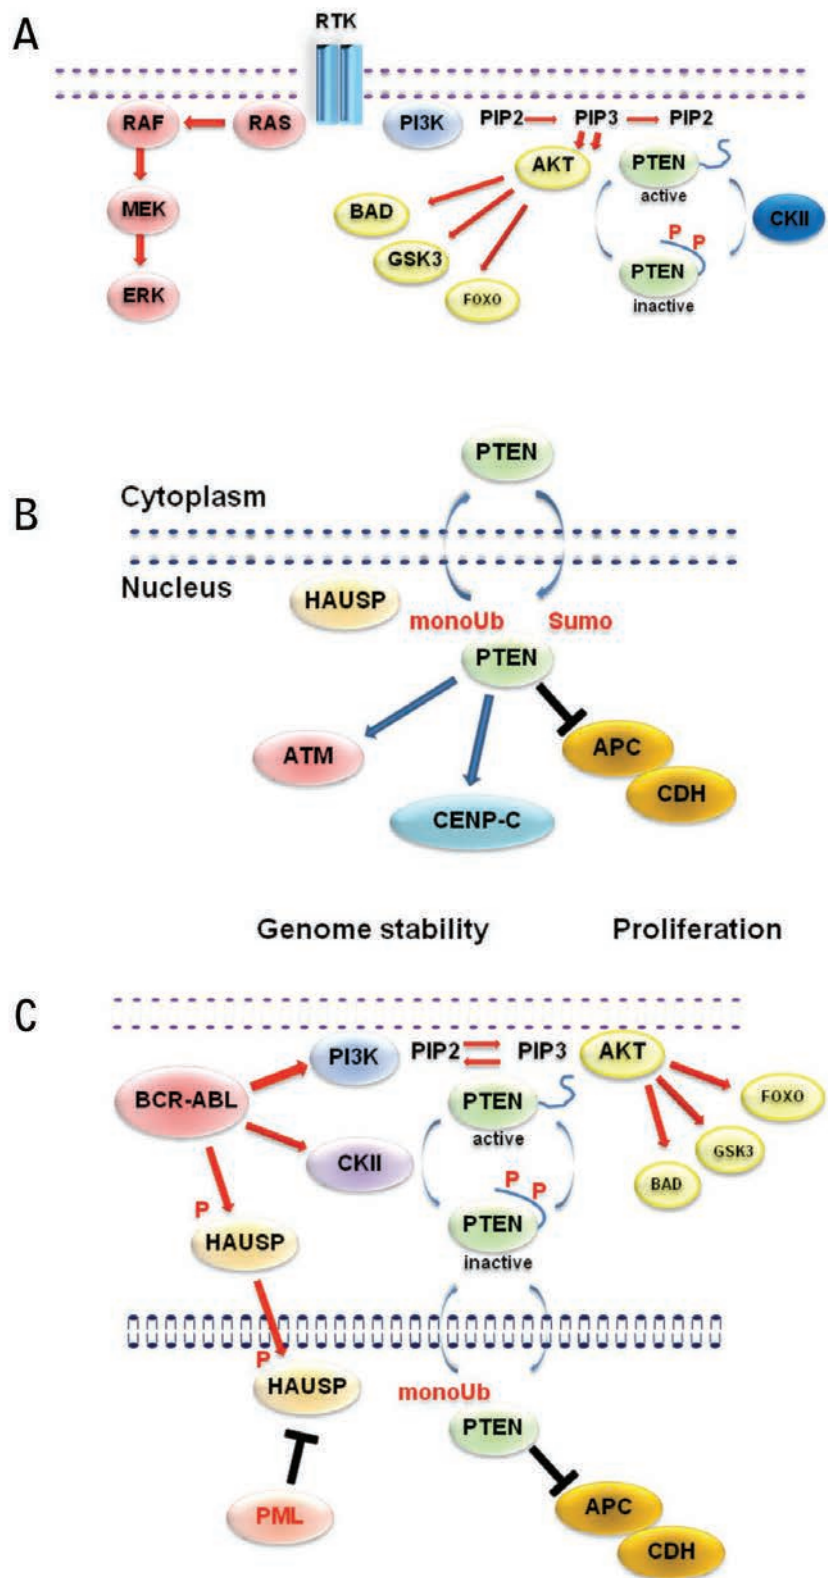 A
RTK
RAF
RAS
PI3K
PIP2
PIP3
PIP2
AKT
PTEN
active
BAD
MEK
CKII
P
P
GSK3
PTEN
ERK
FOXO
inactive
PTEN
B
Cytoplasm
Nucleus
HAUSP
monoUb
Sumo
PTEN
ATM
APC
CDH
CENP-C
Genome stability
Proliferation
C
PI3K
PIP2
PIP3
AKT
BCR-ABL
PTEN
FOXO
active
CKII
GSK3
P
P
BAD
P
PTEN
HAUSP
inactive
P
HAUSP
monoUb
PTEN
PML
APC
CDH